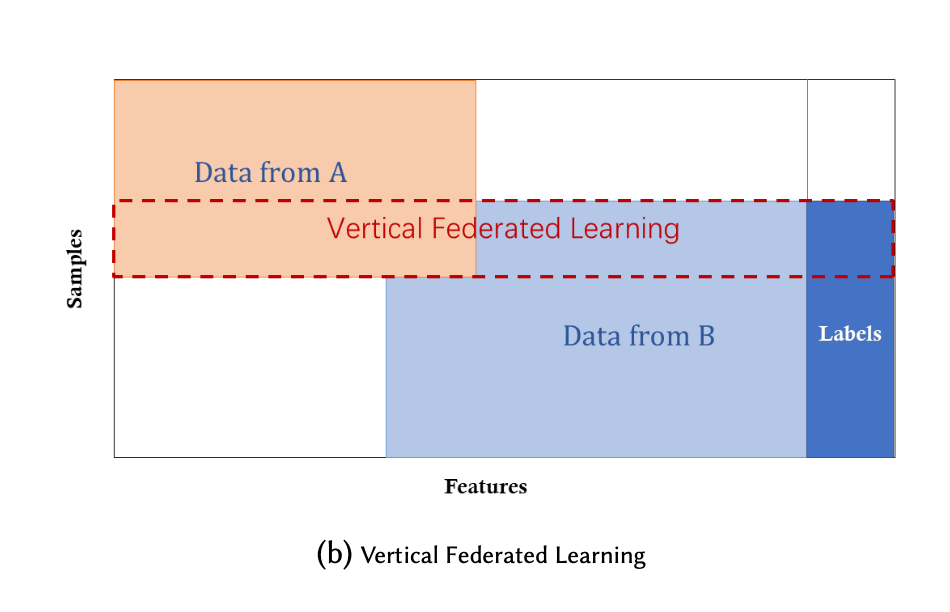 Data from A
Vertical Federated Learning
Samples
Data from B
Labels
Features
(b) Vertical Federated Learning